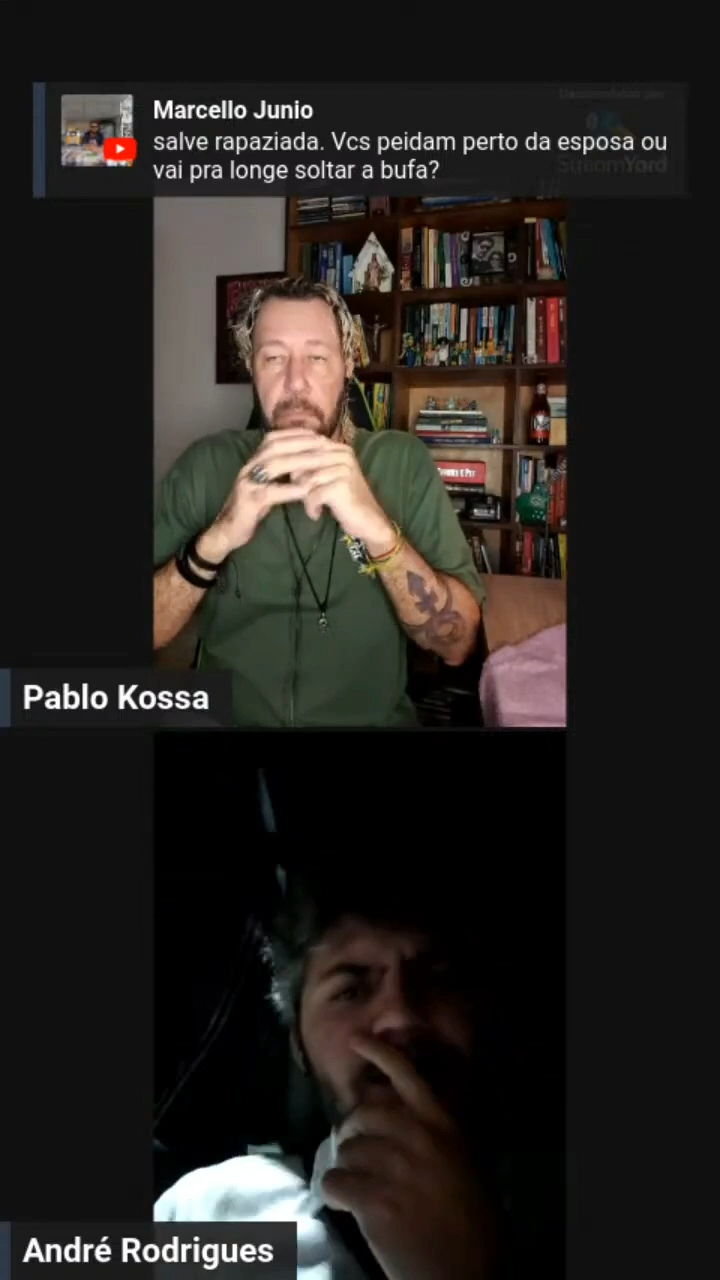 Marcello Junio
salve rapaziada. Vcs peidam perto da esposa ou
vai pra longe soltar a bufa?
StreamYard
Pablo Kossa
André Rodrigues